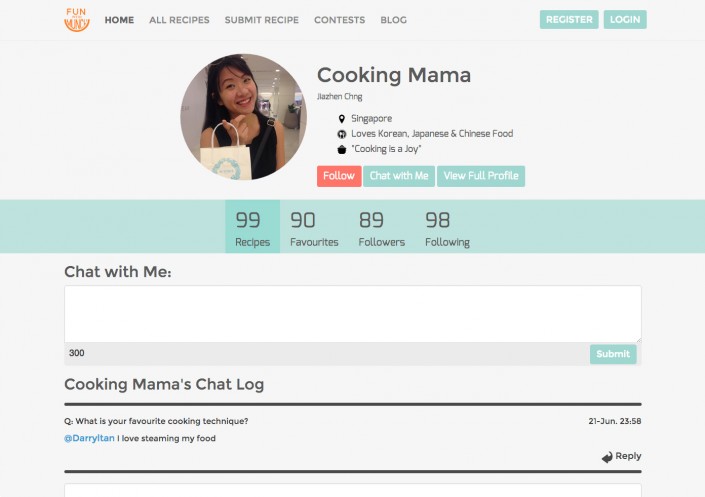 FUN
MUNCH
HOME ALL RECIPES SUBMIT RECIPE CONTESTS BLOG REGISTER LOGIN
Cooking Mama
Jiazhen Chng
Singapore
Loves Korean, Japanese & Chinese Food
"Cooking is a Joy"
Follow Chat with Me View Full Profile
99 90 89 98
Recipes Favourites Followers Following
Chat with Me:
300 Submit
Cooking Mama's Chat Log
Q: What is your favourite cooking technique? 21-Jun. 23:58
@Darryltan I love steaming my food
Reply